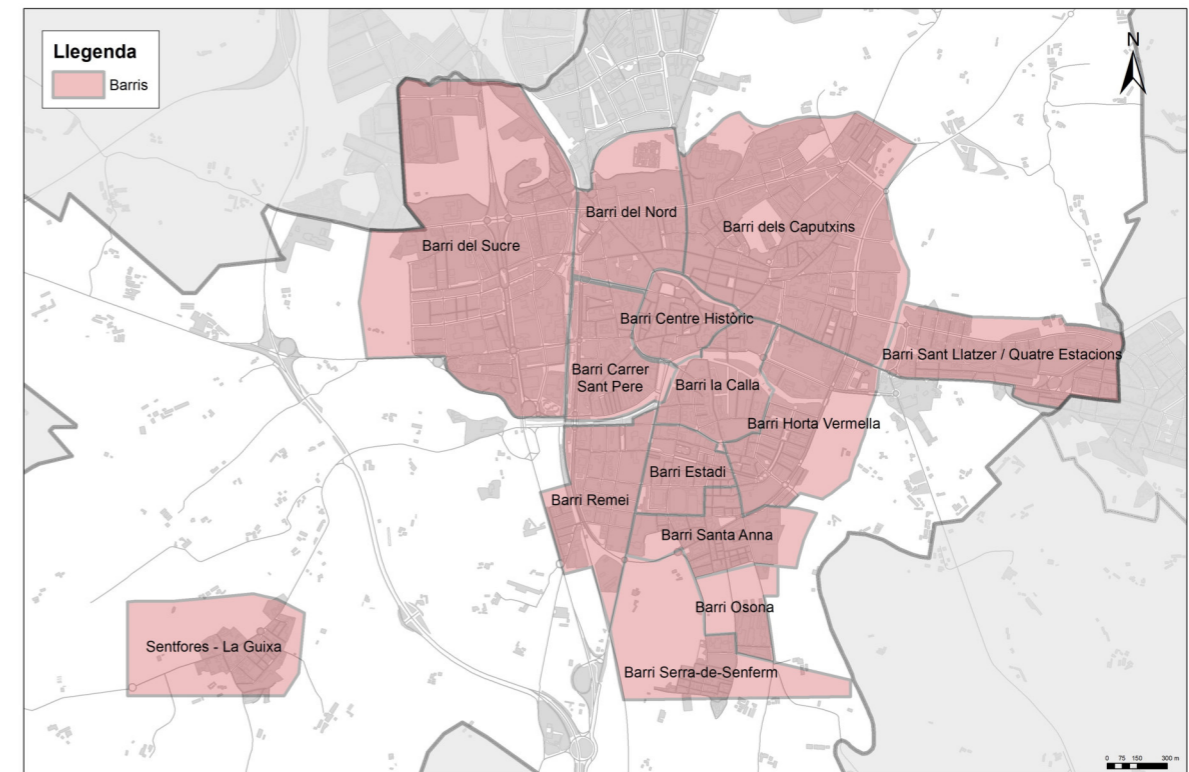 Llegenda
Barris
N
Barri del Nord
Barri dels Caputxins
Barri del Sucre
Barri Centre Històric
Barri Sant Llatzer / Quatre Estacions
Barri Carrer
Sant Pere
Barri la Calla
Barri Horta Vermella
Barri Estadi
Barri Remei
Barri Santa Anna
Barri Osona
Sentfores - La Guixa
Barri Serra-de-Senferm
0 75 150 300 m